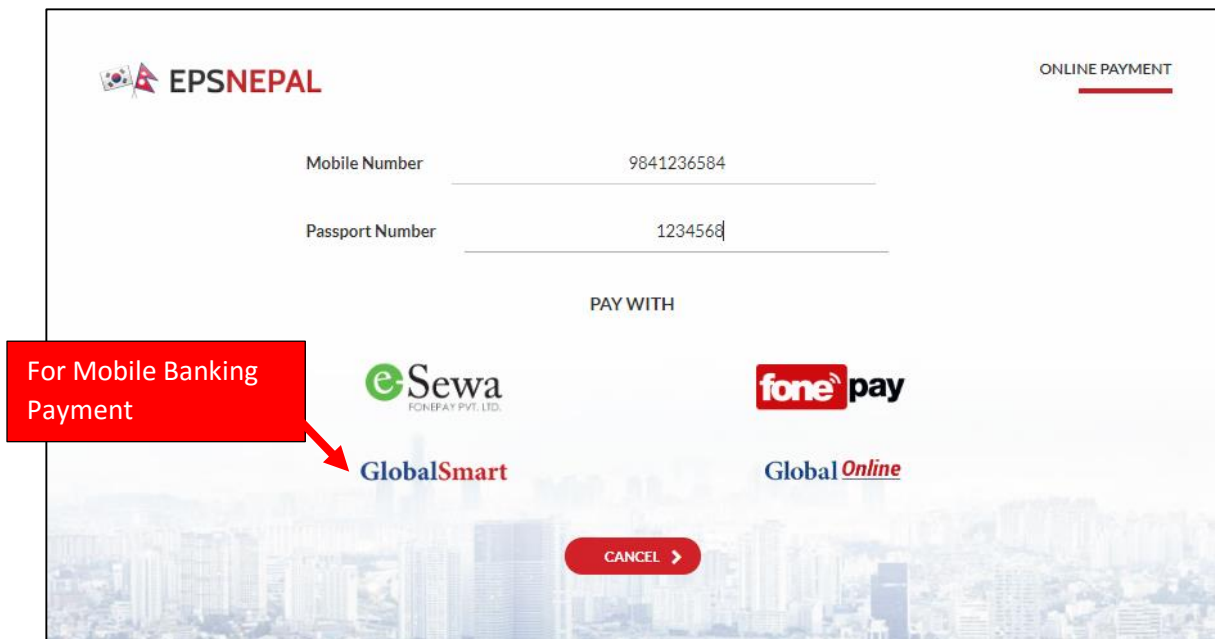 EPSNEPAL
ONLINE PAYMENT
Mobile Number 9841236584
Passport Number 1234568
PAY WITH
For Mobile Banking
Payment
e-Sewa
FONEPAY PVT. LTD.
fonepay
GlobalSmart
Global Online
CANCEL